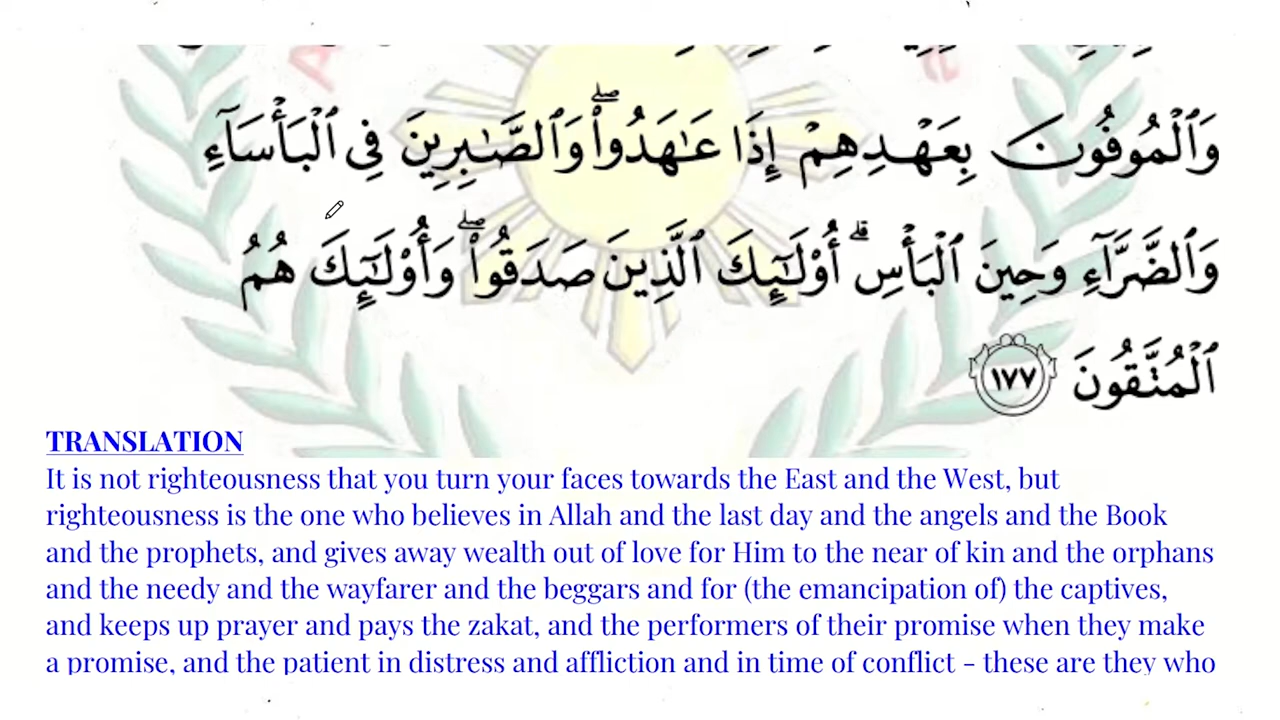 وَٱلْمُوفُونَ بِعَهْدِهِمْ إِذَا عَـٰهَدُوا۟ ۖ وَٱلصَّـٰبِرِينَ فِى ٱلْبَأْسَآءِ
وَٱلضَّرَّآءِ وَحِينَ ٱلْبَأْسِ ۗ أُو۟لَـٰٓئِكَ ٱلَّذِينَ صَدَقُوا۟ ۖ وَأُو۟لَـٰٓئِكَ هُمُ
ٱلْمُتَّقُونَ ١٧٧
TRANSLATION
It is not righteousness that you turn your faces towards the East and the West, but
righteousness is the one who believes in Allah and the last day and the angels and the Book
and the prophets, and gives away wealth out of love for Him to the near of kin and the orphans
and the needy and the wayfarer and the beggars and for (the emancipation of) the captives,
and keeps up prayer and pays the zakat, and the performers of their promise when they make
a promise, and the patient in distress and affliction and in time of conflict - these are they who